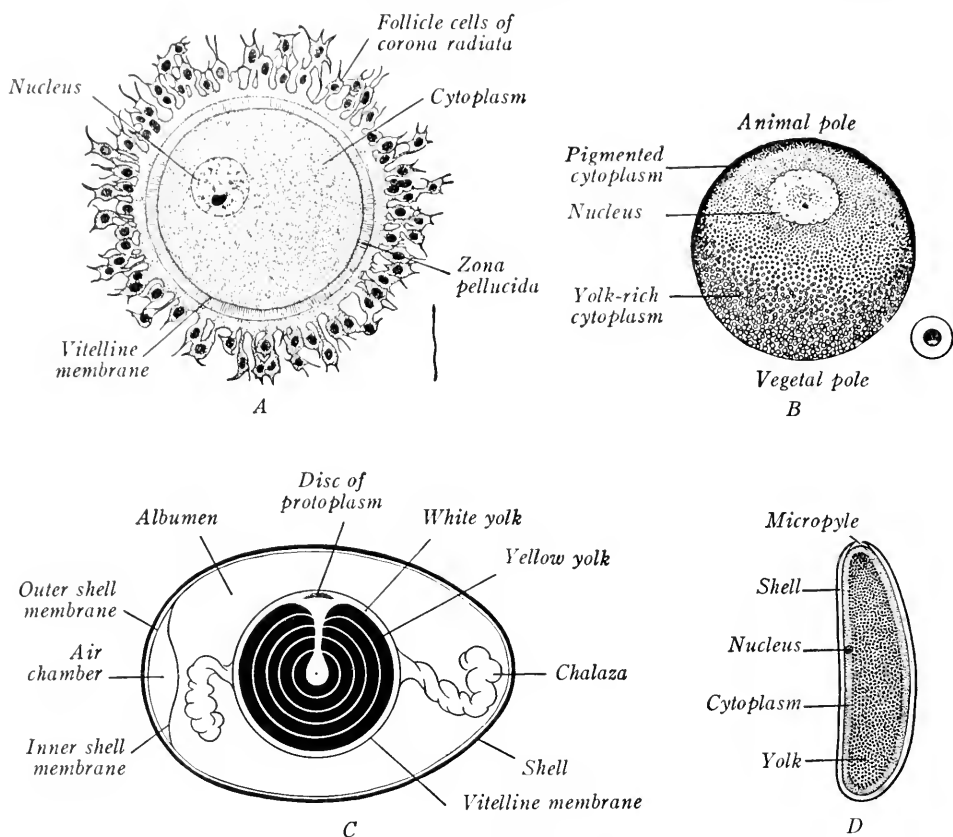 Follicle cells of
corona radiata
Nucleus
Cytoplasm
Zona
pellucida
Vitelline
membrane
A
Animal pole
Pigmented
cytoplasm
Nucleus
Yolk-rich
cytoplasm
Vegetal pole
B
Disc of
protoplasm
Albumen
White yolk
Yellow yolk
Outer shell
membrane
Air
chamber
Chalaza
Inner shell
membrane
Shell
Vitelline membrane
C
Micropyle
Shell
Nucleus
Cytoplasm
Yolk
D